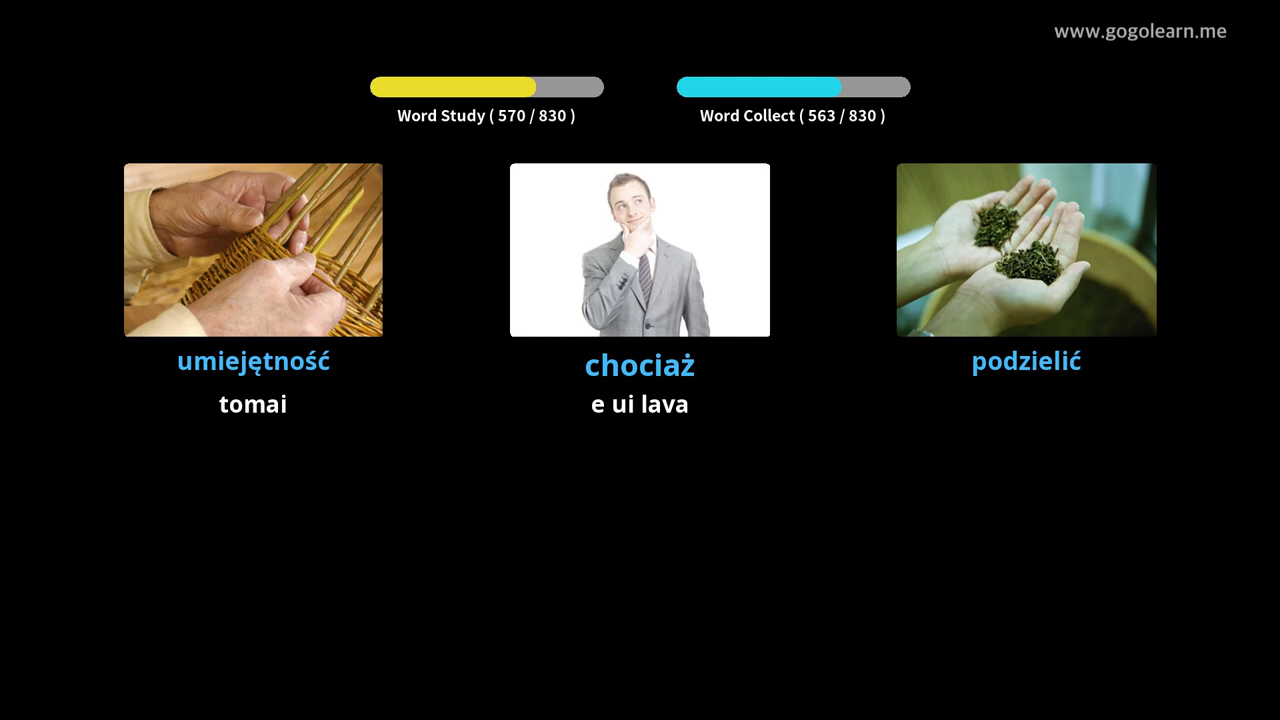 www.gogolearn.me
Word Study ( 570 / 830 )
Word Collect ( 563 / 830 )
umiejętność
tomai
chociaż
e ui lava
podzielić